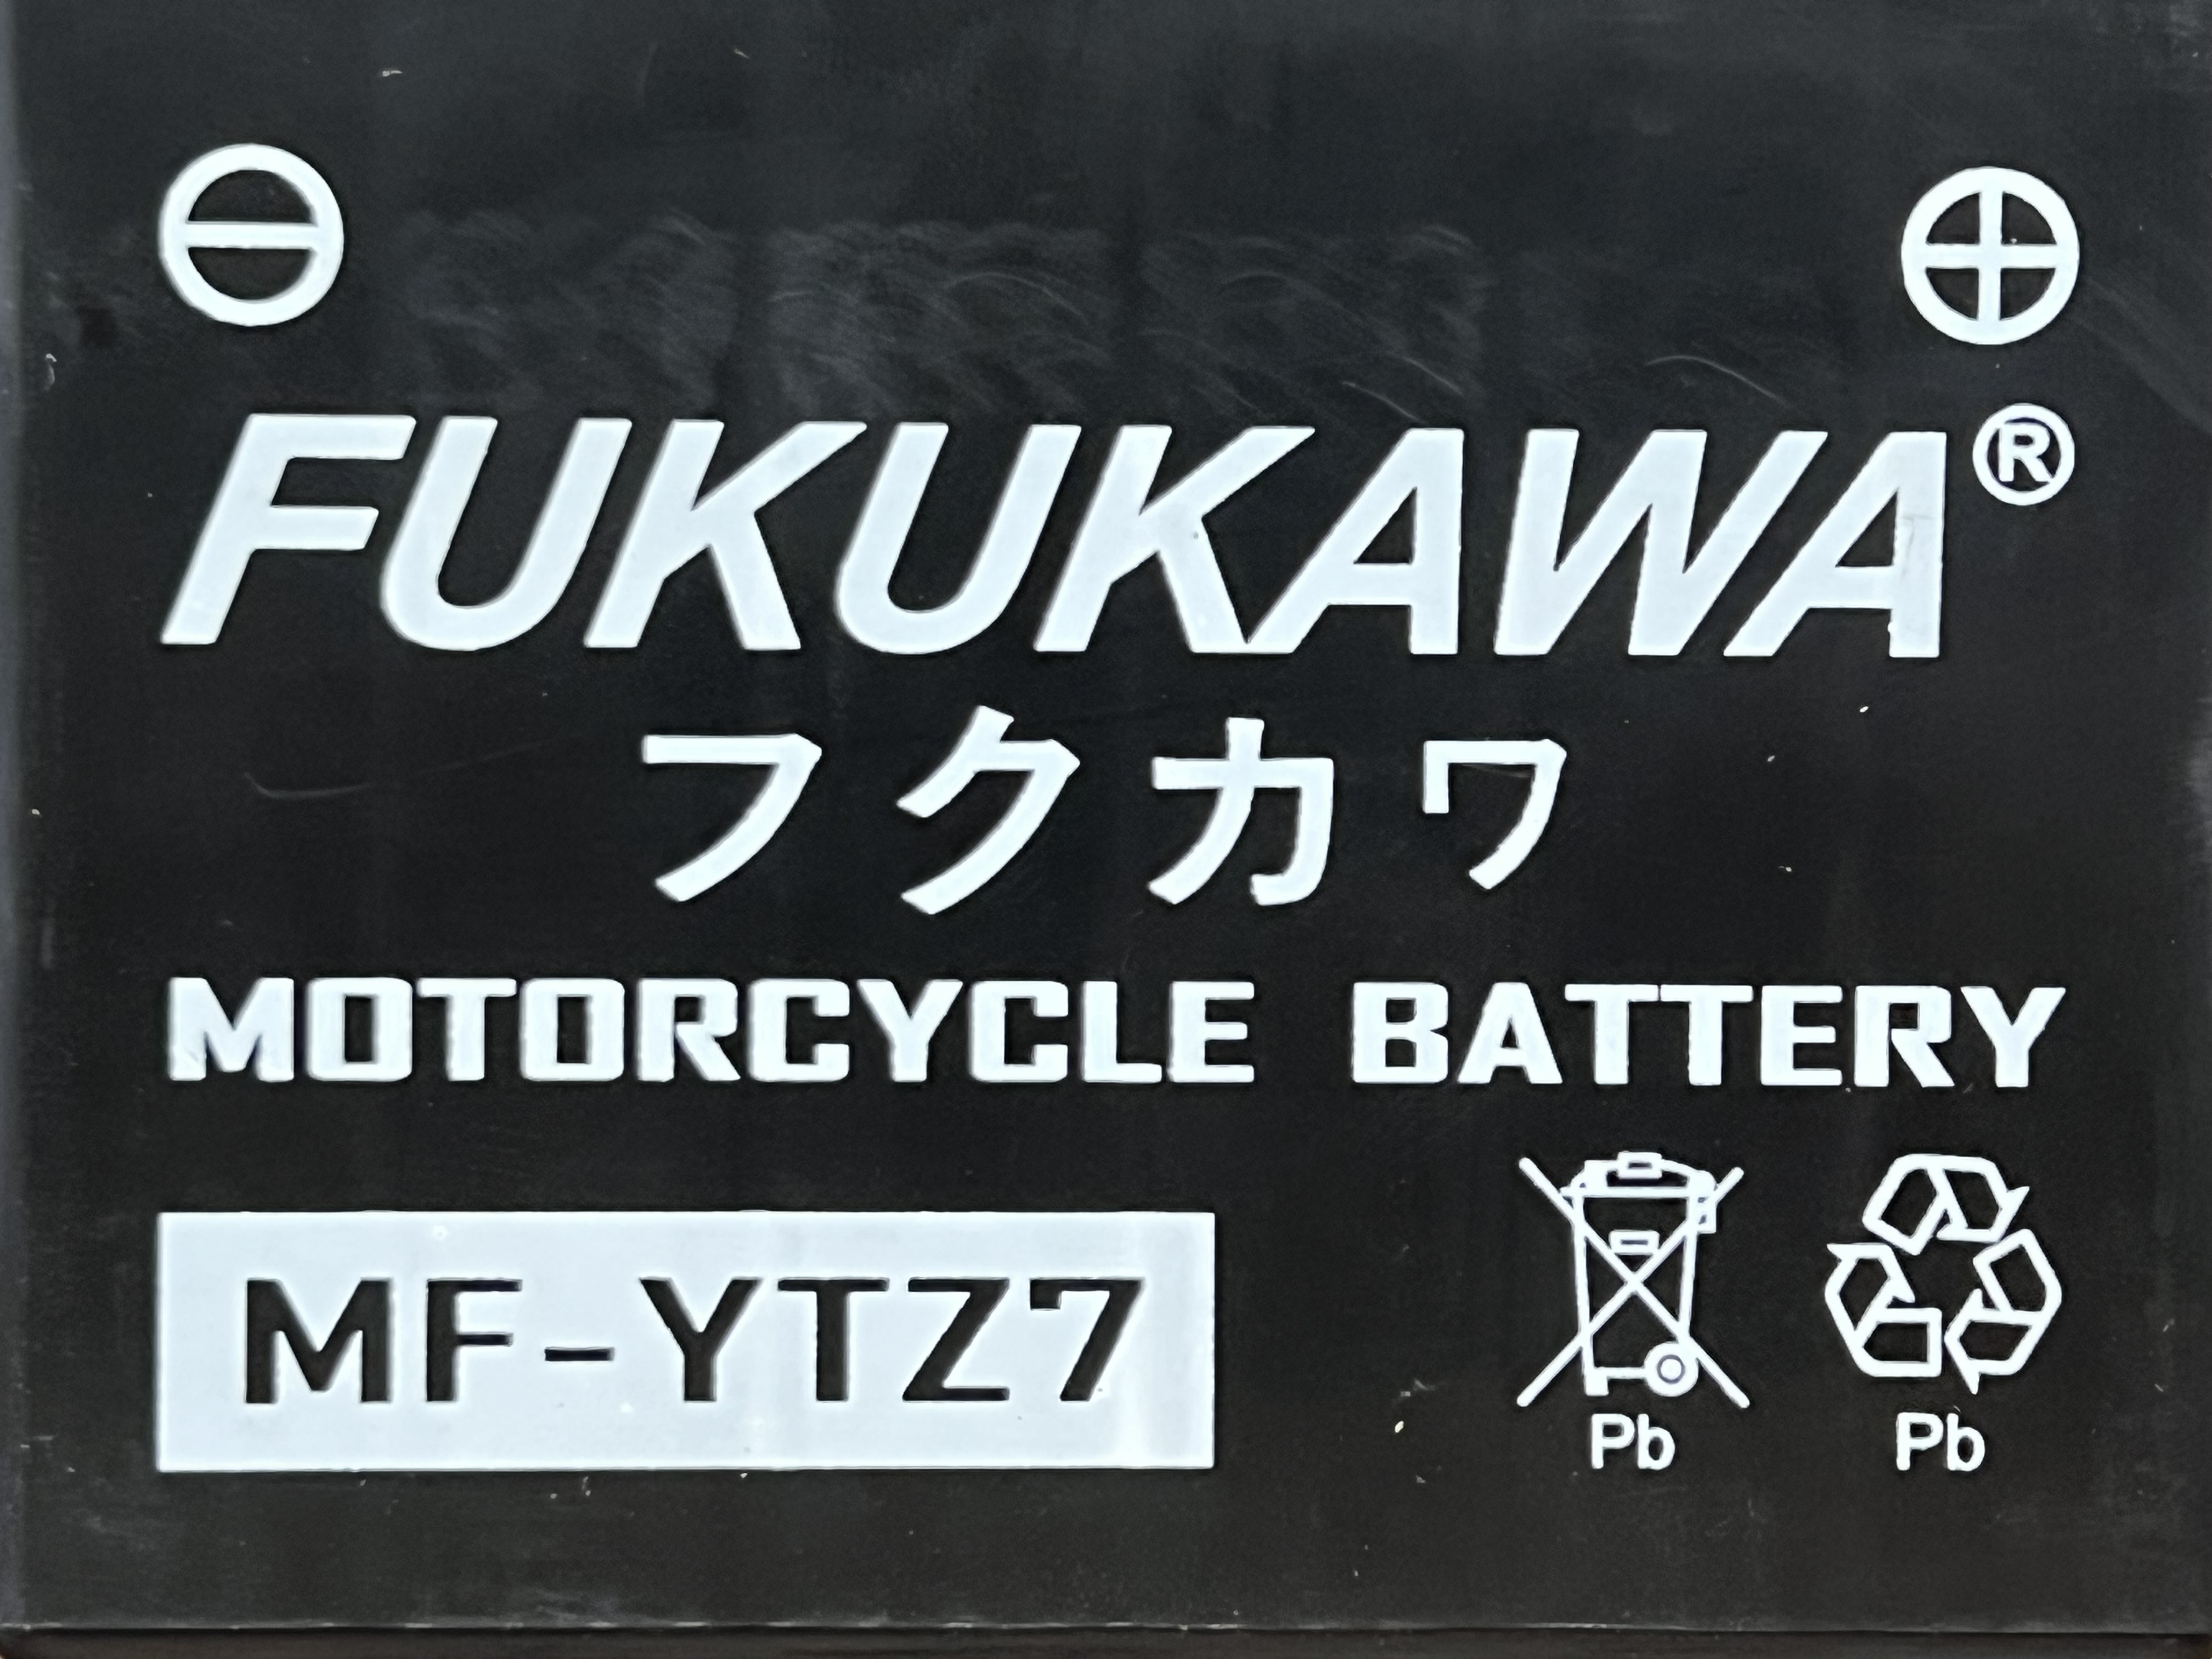 FUKUKAWA®
フクカワ
MOTORCYCLE BATTERY
MF-YTZ7
Pb Pb